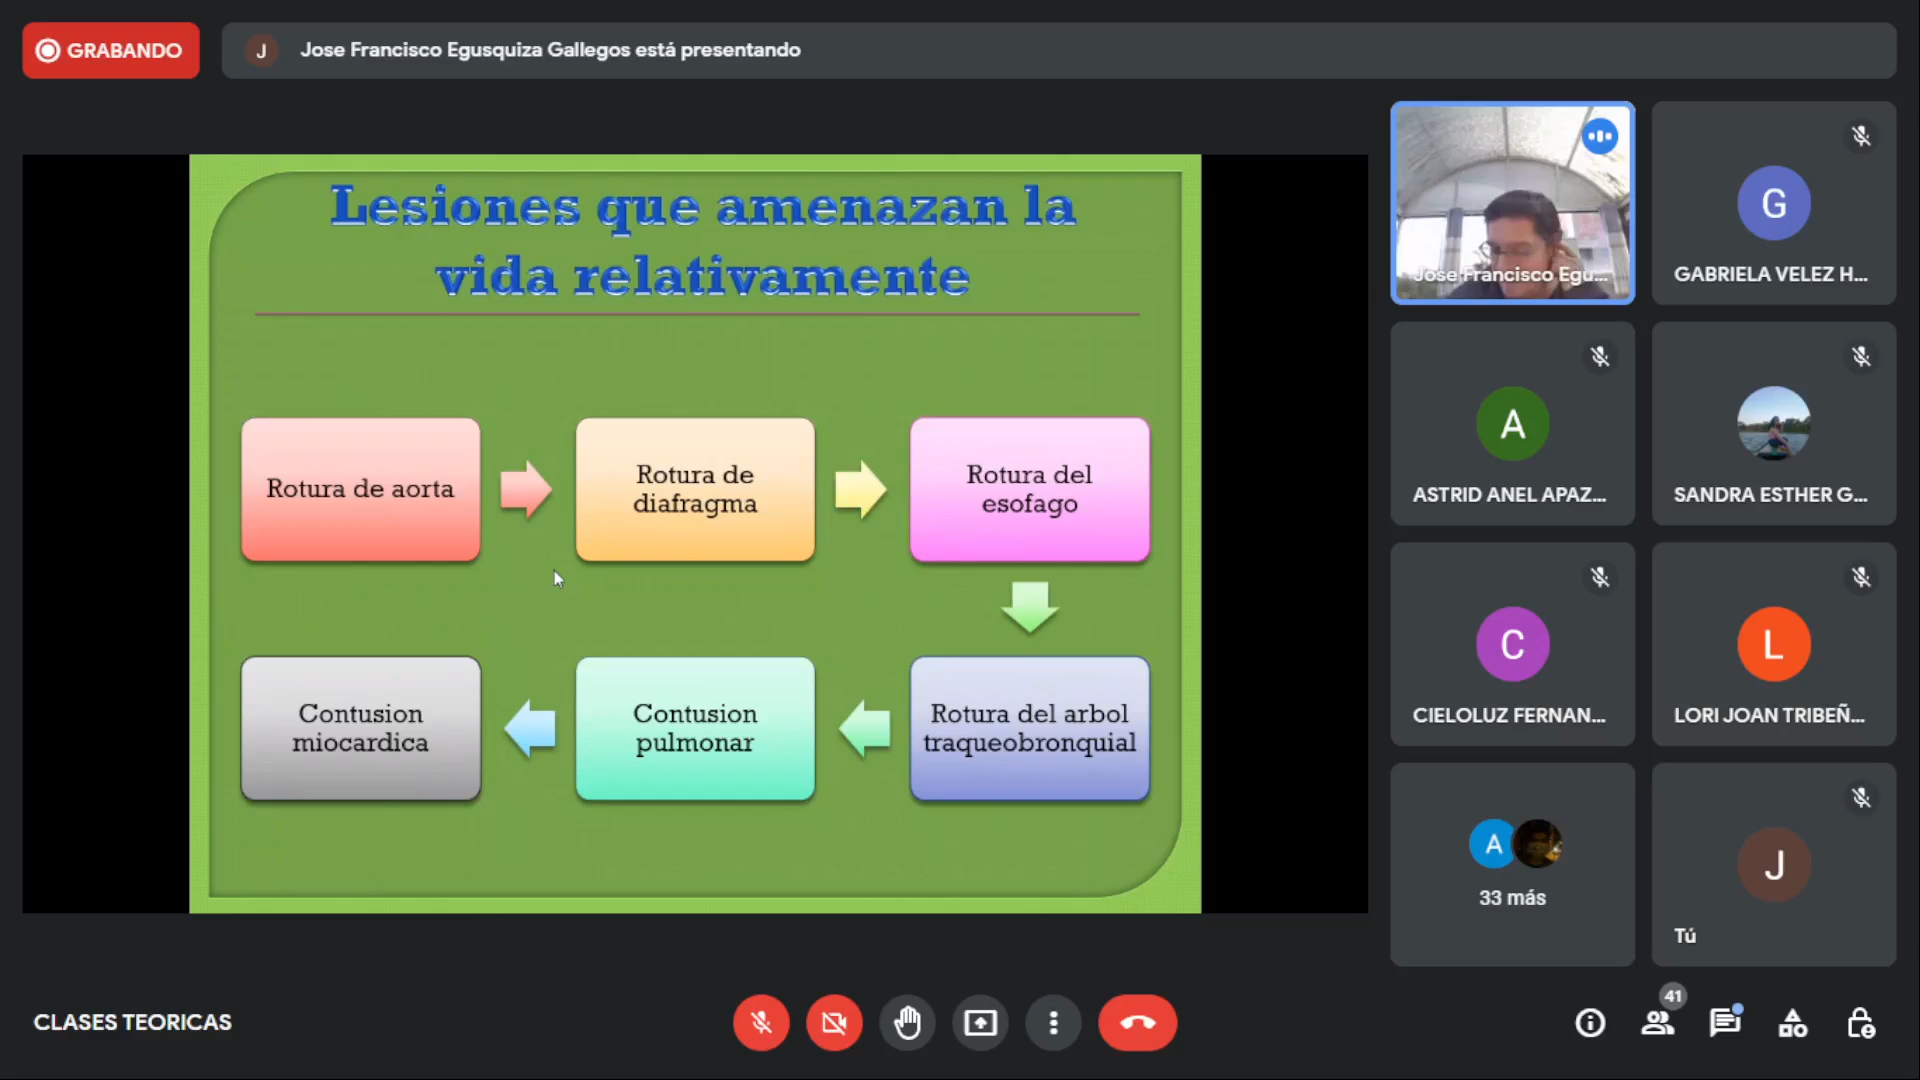 GRABANDO
J
Jose Francisco Egusquiza Gallegos está presentando
Lesiones que amenazan la
vida relativamente
Rotura de aorta
Rotura de
diafragma
Rotura del
esofago
Contusion
miocardica
Contusion
pulmonar
Rotura del arbol
traqueobronquial
Jose Francisco Egu...
G
GABRIELA VELEZ H...
A
ASTRID ANEL APAZ...
SANDRA ESTHER G...
C
CIELOLUZ FERNAN...
L
LORI JOAN TRIBEÑ...
A
33 más
J
Tú
CLASES TEORICAS
41